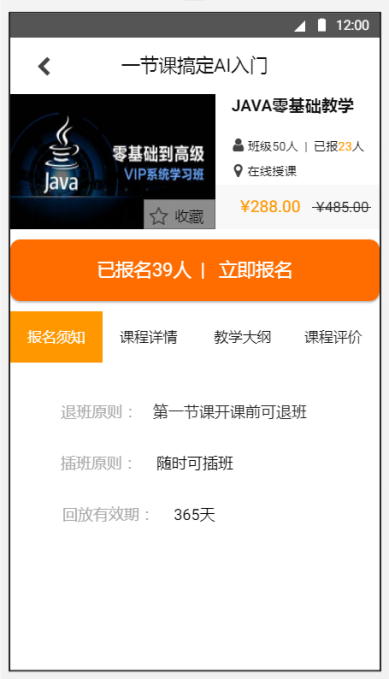 12:00
一节课搞定AI入门
JAVA零基础教学
零基础到高级
VIP系统学习班
Java
班级50人 | 已报23人
在线授课
收藏
¥288.00 ¥485.00
已报名39人 | 立即报名
报名须知 课程详情 教学大纲 课程评价
退班原则： 第一节课开课前可退班
插班原则： 随时可插班
回放有效期： 365天